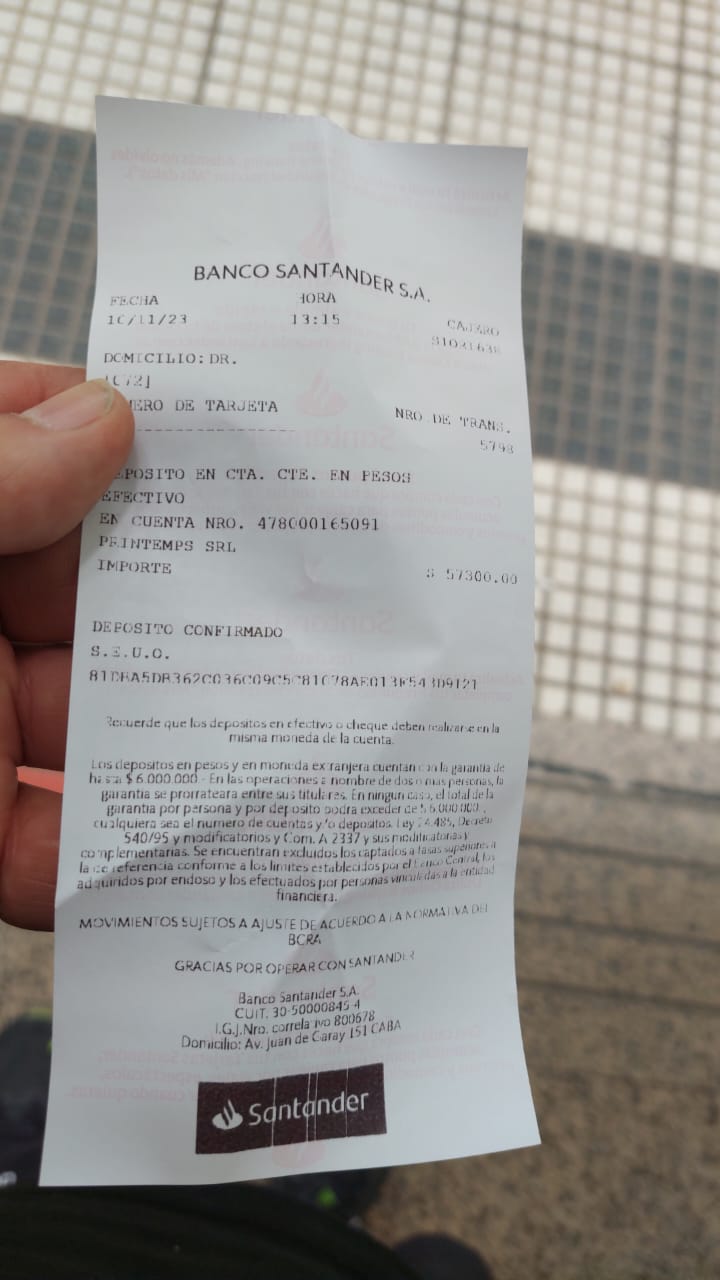 BANCO SANTANDER S.A.
FECHA HORA CAJERO
10/11/23 13:15 S1021638
DOMICILIO: DR.
[C72]
NUMERO DE TARJETA NRO. DE TRANS.
----------------- 5798
DEPOSITO EN CTA. CTE. EN PESOS
EFECTIVO
EN CUENTA NRO. 478000165091
PRINTEMPS SRL
IMPORTE $ 57300.00
DEPOSITO CONFIRMADO
S.E.U.O.
Recuerde que los depositos en efectivo o cheque deben realizarse en la
misma moneda de la cuenta.
Los depositos en pesos y en moneda extranjera cuentan con la garantia de
hasta $ 6.000.000.- En las operaciones a nombre de dos o mas personas, la
garantia se prorrateara entre sus titulares. En ningun caso, el total de la
garantia por persona y por deposito podra exceder de $ 6.000.000.,
cualquiera sea el numero de cuentas y/o depositos. Ley 24.485, Decreto
540/95 y modificatorios y Com. A 2337 y sus modificatorias y
complementarias. Se encuentran excluidos los captados a tasas superiores a
la de referencia conforme a los limites establecidos por el Banco Central, los
adquiridos por endoso y los efectuados por personas vinculadas a la entidad
financiera.
MOVIMIENTOS SUJETOS A AJUSTE DE ACUERDO A LA NORMATIVA DEL
BCRA
GRACIAS POR OPERAR CON SANTANDER
Banco Santander S.A.
CUIT. 30-50000845-4
I.G.J.Nro. correlativo 800678
Domicilio: Av. Juan de Garay 151 CABA
Santander